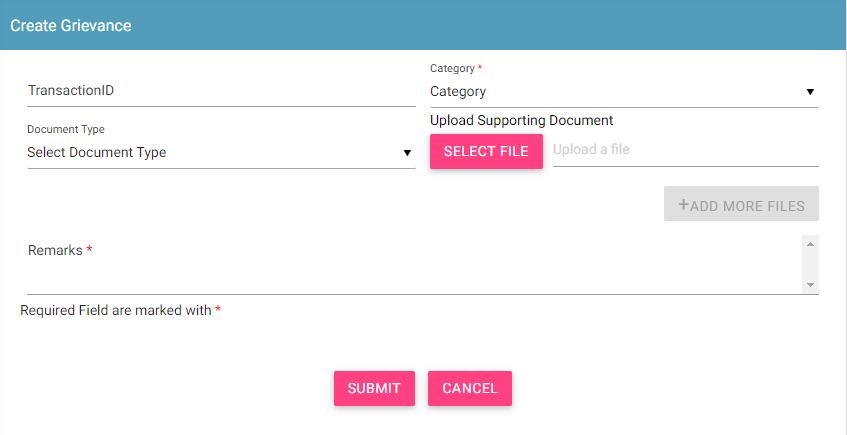 Create Grievance
TransactionID
Category *
Category
Document Type
Select Document Type
Upload Supporting Document
SELECT FILE
Upload a file
+ADD MORE FILES
Remarks *
Required Field are marked with *
SUBMIT
CANCEL